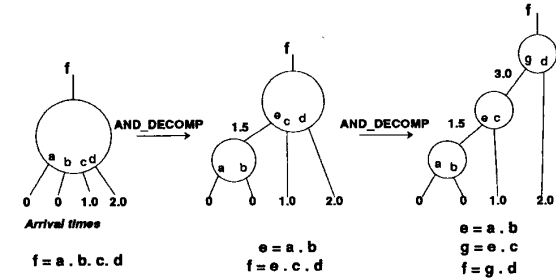 f
a b c d
0 0 1.0 2.0
Arrival times
f = a . b . c . d
AND_DECOMP
f
e c d
1.5
a b
0 0 1.0 2.0
e = a . b
f = e . c . d
AND_DECOMP
f
g d
3.0
e c
1.5
a b
0 0 1.0 2.0
e = a . b
g = e . c
f = g . d